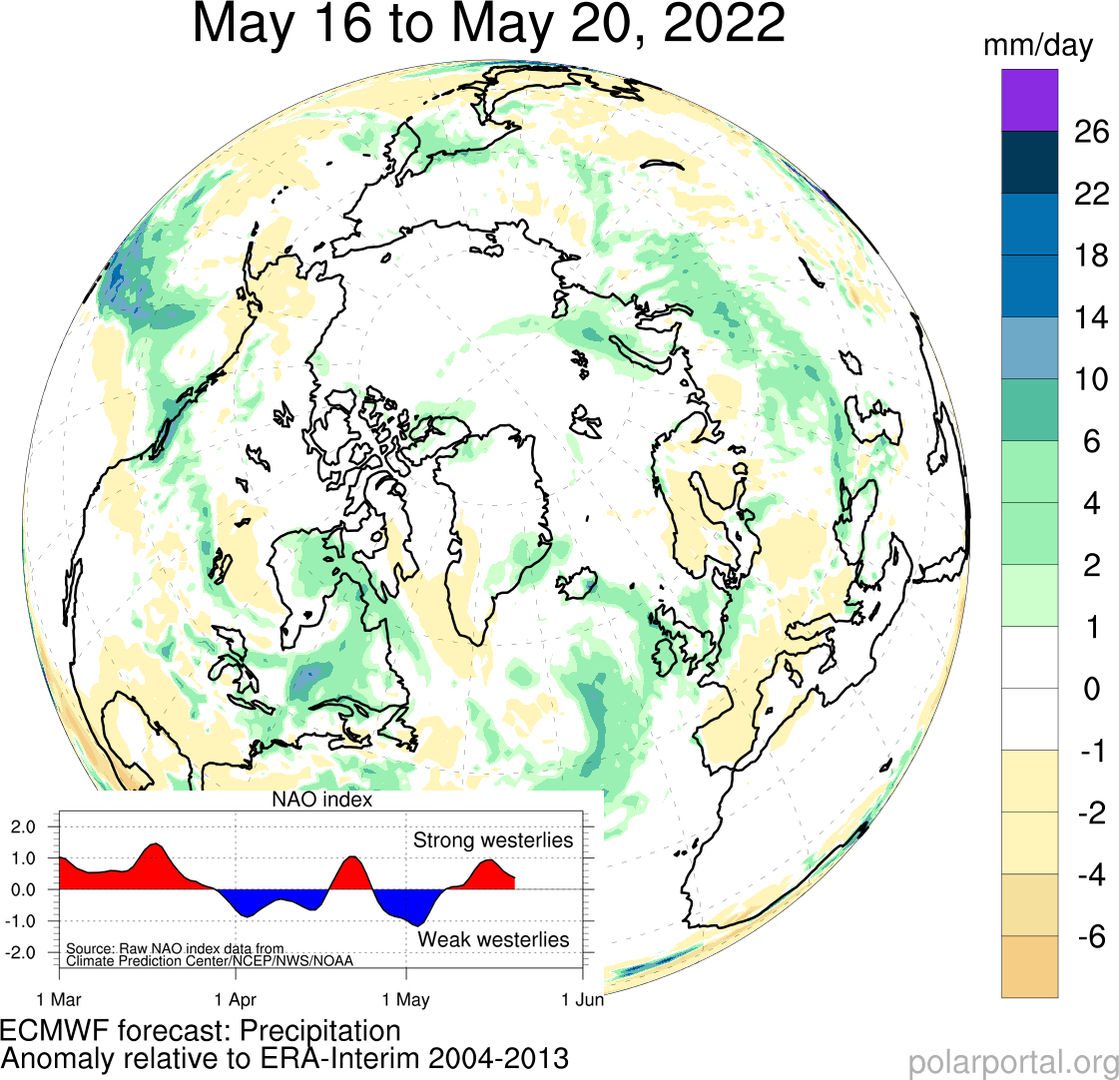 May 16 to May 20, 2022
mm/day
26
22
18
14
10
6
4
2
1
0
-1
-2
-4
-6
NAO index
2.0
1.0
0.0
-1.0
-2.0
Strong westerlies
Weak westerlies
Source: Raw NAO index data from
Climate Prediction Center/NCEP/NWS/NOAA
1 Mar 1 Apr 1 May 1 Jun
ECMWF forecast: Precipitation
Anomaly relative to ERA-Interim 2004-2013
polarportal.org